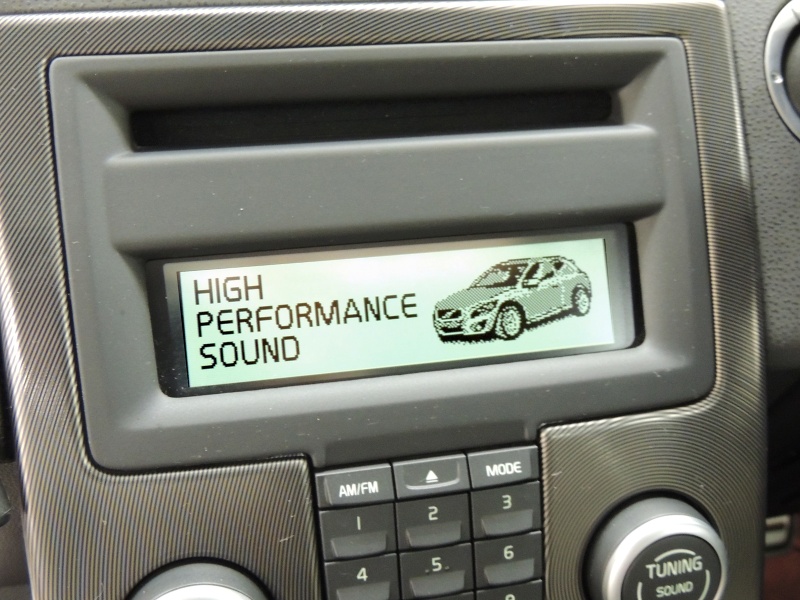 HIGH
PERFORMANCE
SOUND
AM/FM
MODE
1
2
3
4
5
6
TUNING
SOUND